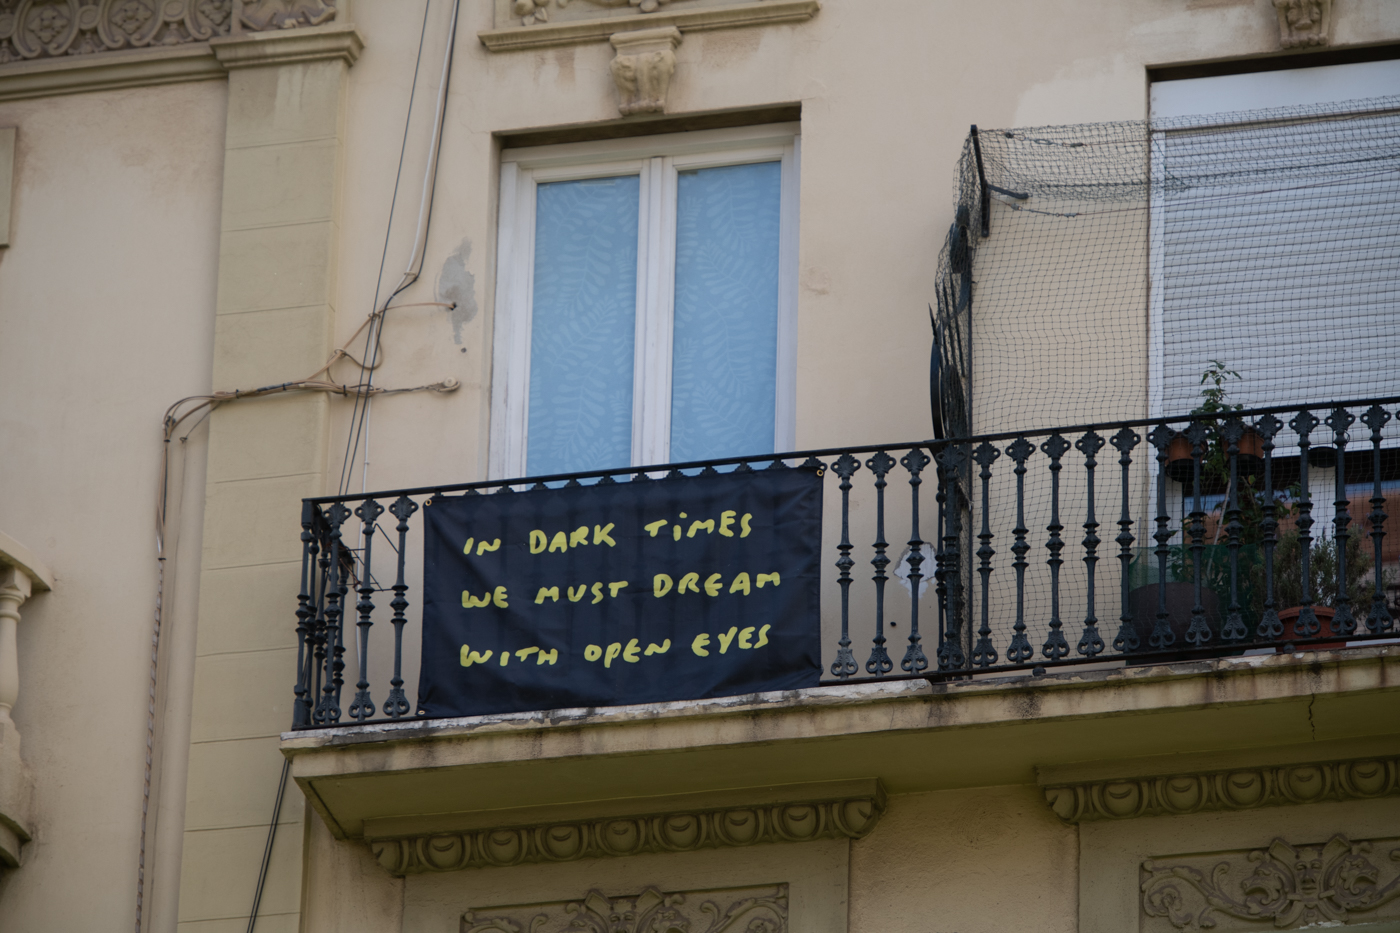 IN DARK TiMES
WE MUST DREAM
WITH OPEN EYES